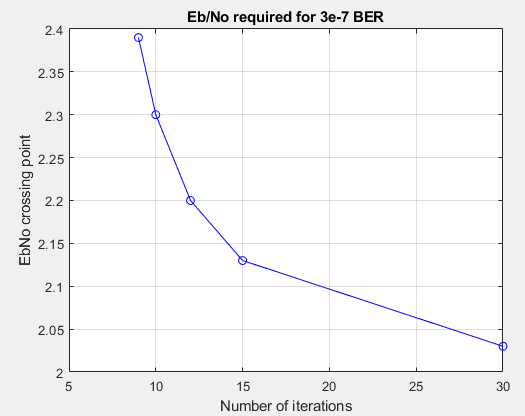 Eb/No required for 3e-7 BER
2.4
2.35
2.3
2.25
2.2
2.15
2.1
2.05
2
EbNo crossing point
5 10 15 20 25 30
Number of iterations